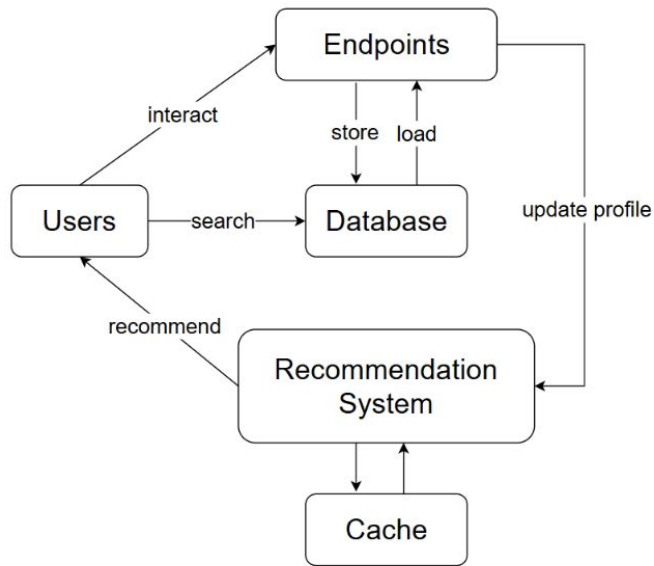 Endpoints
interact
store
load
Users
search
Database
update profile
recommend
Recommendation
System
Cache